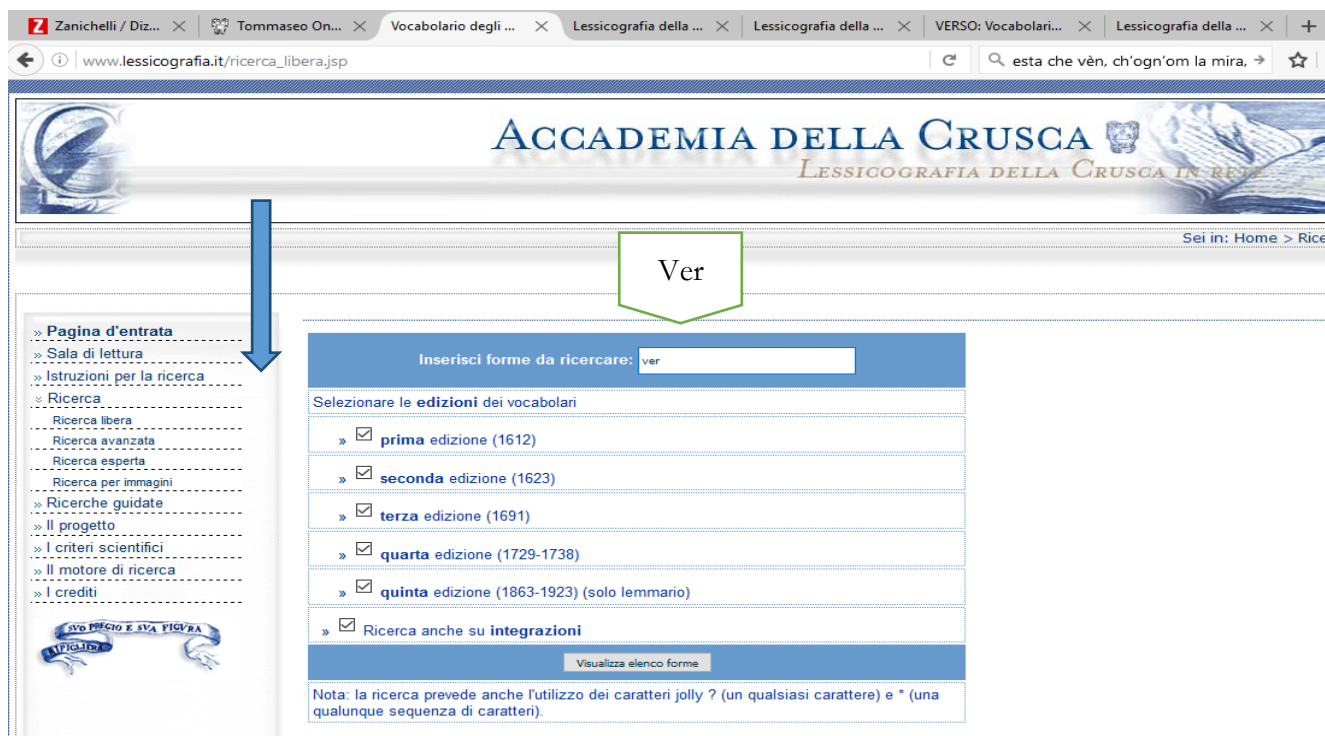 Zanichelli / Diz...
Tommaseo On...
Vocabolario degli ...
Lessicografia della ...
Lessicografia della ...
VERSO: Vocabolari...
Lessicografia della ...
www.lessicografia.it/ricerca_libera.jsp
esta che vèn, ch'ogn'om la mira,
ACCADEMIA DELLA CRUSCA
LESSICOGRAFIA DELLA CRUSCA IN RETE
Sei in: Home > Rice
Ver
» Pagina d'entrata
» Sala di lettura
» Istruzioni per la ricerca
Ricerca
Ricerca libera
Ricerca avanzata
Ricerca esperta
Ricerca per immagini
» Ricerche guidate
» Il progetto
» I criteri scientifici
» Il motore di ricerca
» I crediti
SVO PREGIO E SVA FIGVRA
RIPIGLIERA
Inserisci forme da ricercare: ver
Selezionare le edizioni dei vocabolari
» prima edizione (1612)
» seconda edizione (1623)
» terza edizione (1691)
» quarta edizione (1729-1738)
» quinta edizione (1863-1923) (solo lemmario)
» Ricerca anche su integrazioni
Visualizza elenco forme
Nota: la ricerca prevede anche l'utilizzo dei caratteri jolly ? (un qualsiasi carattere) e * (una
qualunque sequenza di caratteri).